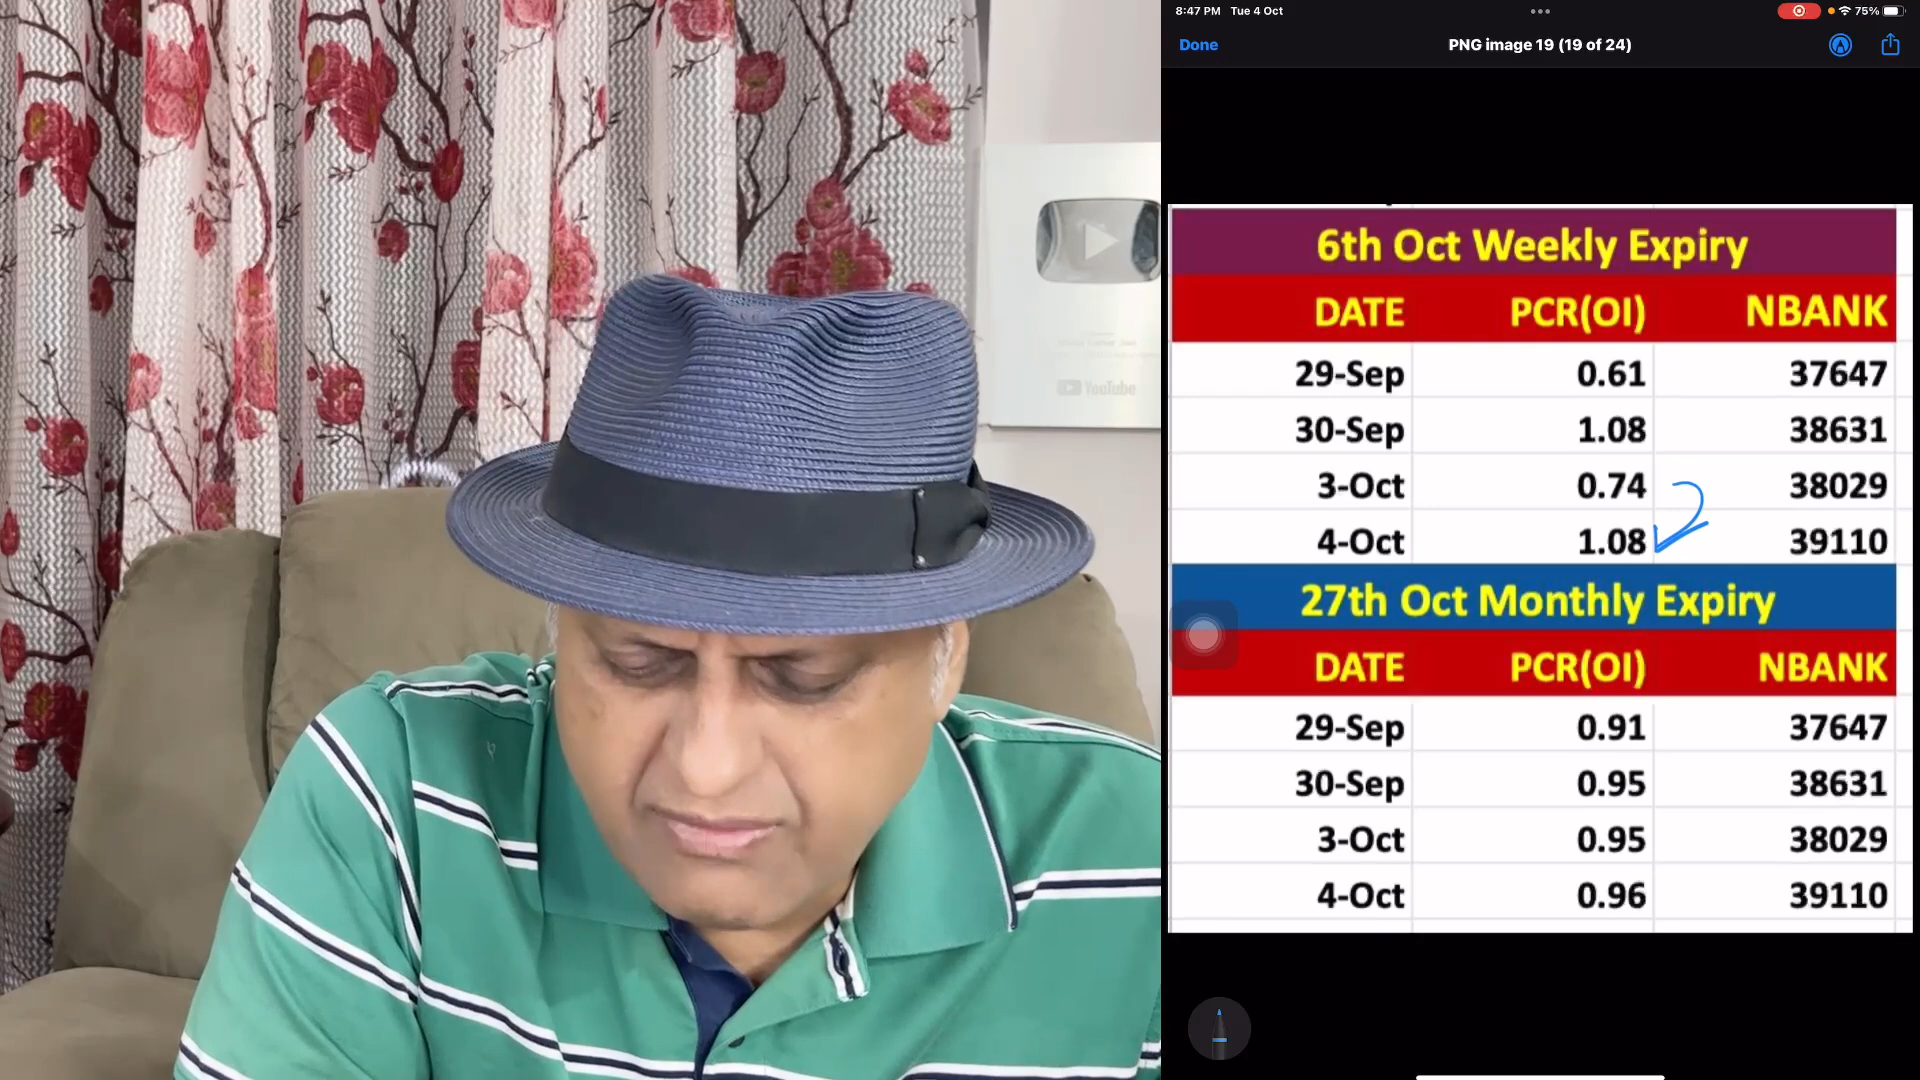 8:47 PM Tue 4 Oct
75%
Done
PNG image 19 (19 of 24)
6th Oct Weekly Expiry
DATE PCR(OI) NBANK
29-Sep 0.61 37647
30-Sep 1.08 38631
3-Oct 0.74 38029
4-Oct 1.08 39110
27th Oct Monthly Expiry
DATE PCR(OI) NBANK
29-Sep 0.91 37647
30-Sep 0.95 38631
3-Oct 0.95 38029
4-Oct 0.96 39110
YouTube